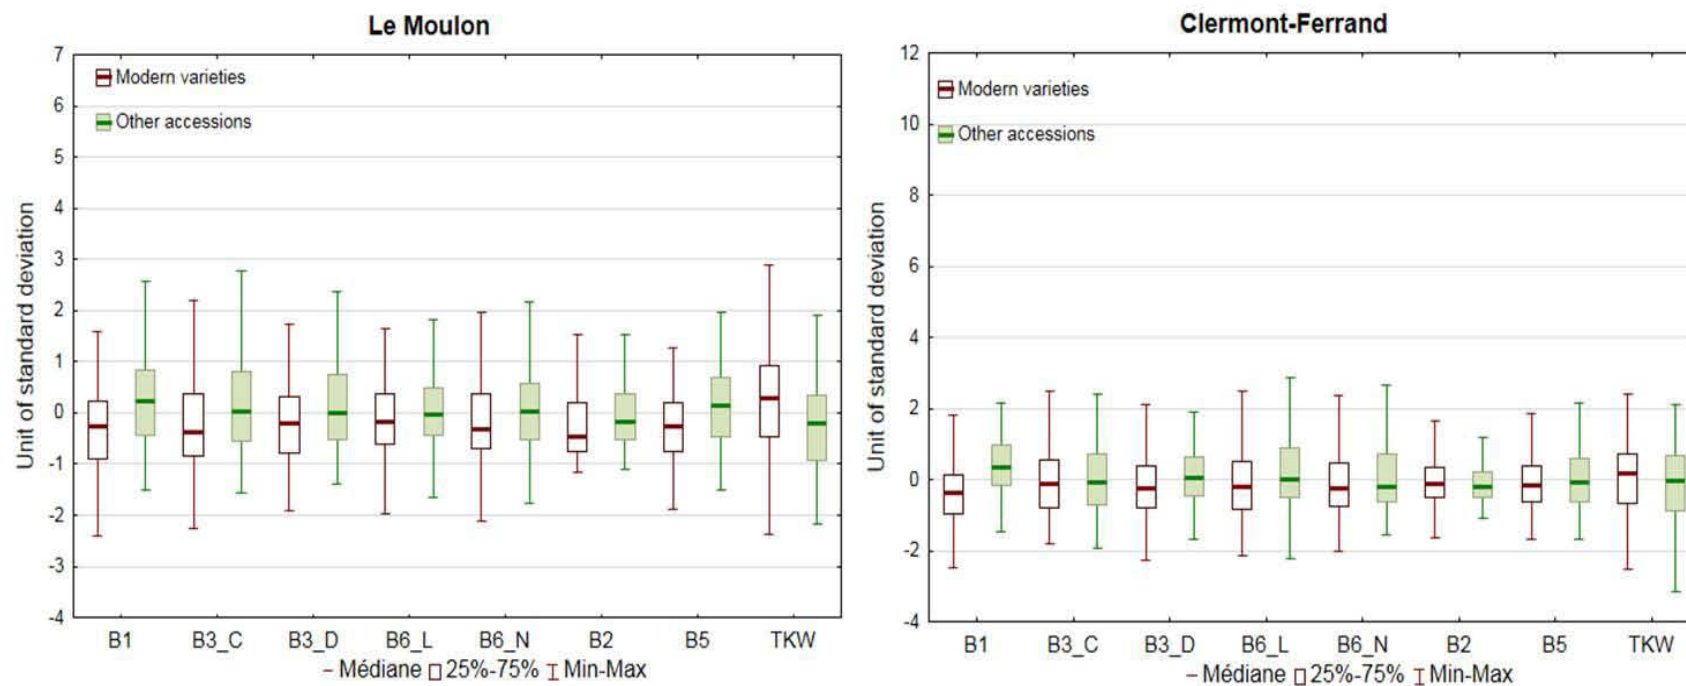 Le Moulon
Unit of standard deviation
7
6
5
4
3
2
1
0
-1
-2
-3
-4
Modern varieties
Other accessions
B1 B3_C B3_D B6_L B6_N B2 B5 TKW
Médiane 25%-75% Min-Max
Clermont-Ferrand
Unit of standard deviation
12
10
8
6
4
2
0
-2
-4
Modern varieties
Other accessions
B1 B3_C B3_D B6_L B6_N B2 B5 TKW
Médiane 25%-75% Min-Max